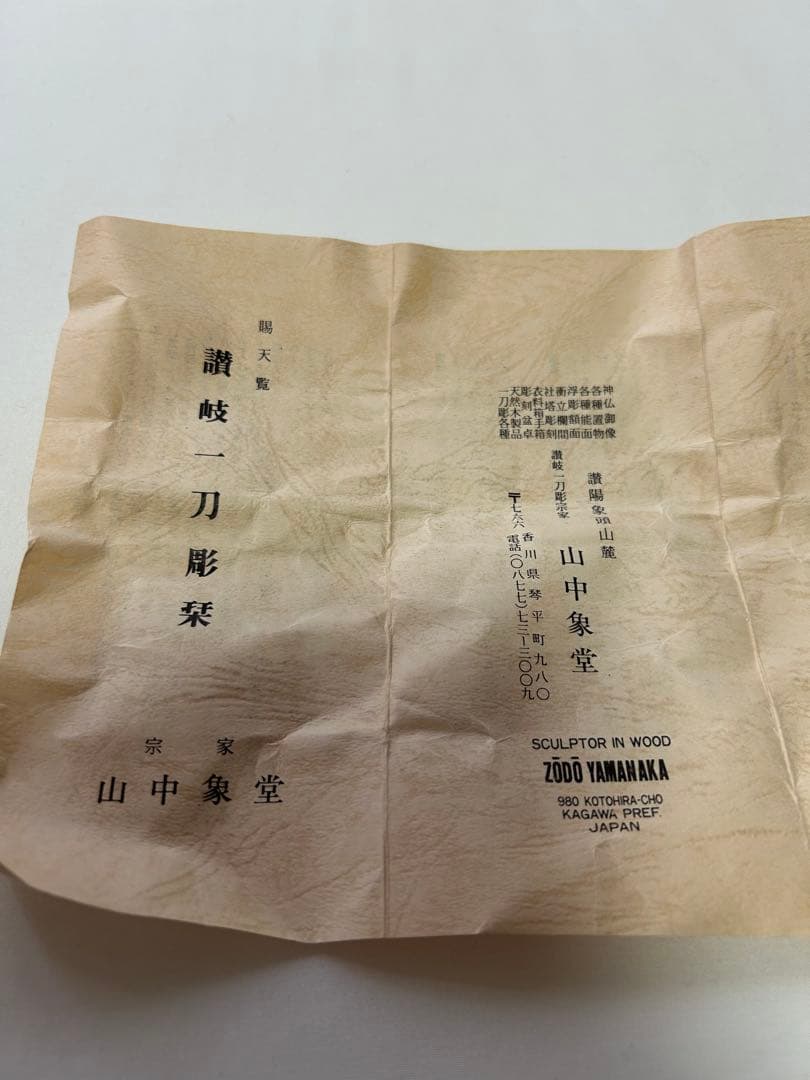 賜天覧
讃岐一刀彫栞
宗家
山中象堂
神仏御像
各種置物
各種能面
浮彫額面
衝立欄間
社塔彫刻
衣料箱手箱
彫刻盆卓
天然木製品
一刀彫各種
讃陽象頭山麓
讃岐一刀彫宗家
山中象堂
〒七六六 香川県琴平町九八〇
電話(〇八七七)七三―三〇〇九
SCULPTOR IN WOOD
ZŌDŌ YAMANAKA
980 KOTOHIRA-CHO
KAGAWA PREF.
JAPAN